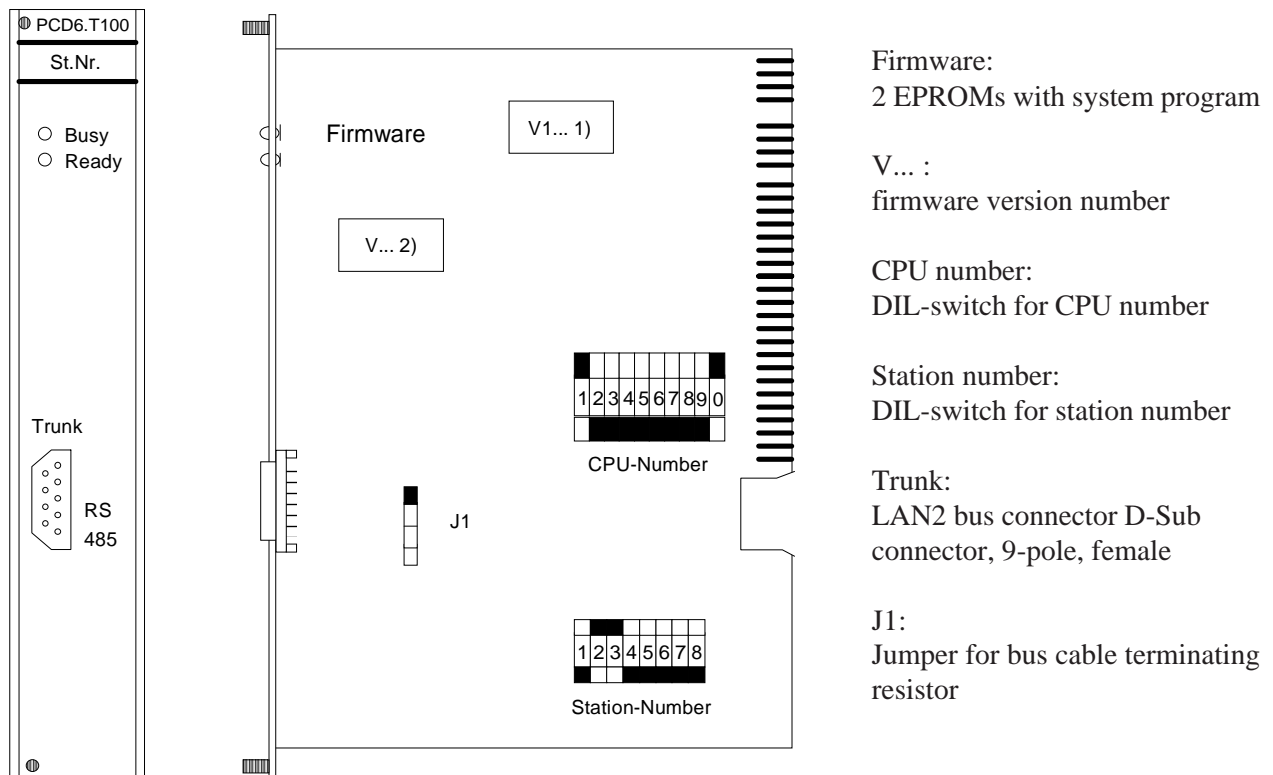 PCD6.T100
St.Nr.
Busy
Ready
Trunk
RS
485
Firmware
V1... 1)
V... 2)
1 2 3 4 5 6 7 8 9 0
CPU-Number
J1
1 2 3 4 5 6 7 8
Station-Number
Firmware:
2 EPROMs with system program
V... :
firmware version number
CPU number:
DIL-switch for CPU number
Station number:
DIL-switch for station number
Trunk:
LAN2 bus connector D-Sub
connector, 9-pole, female
J1:
Jumper for bus cable terminating
resistor